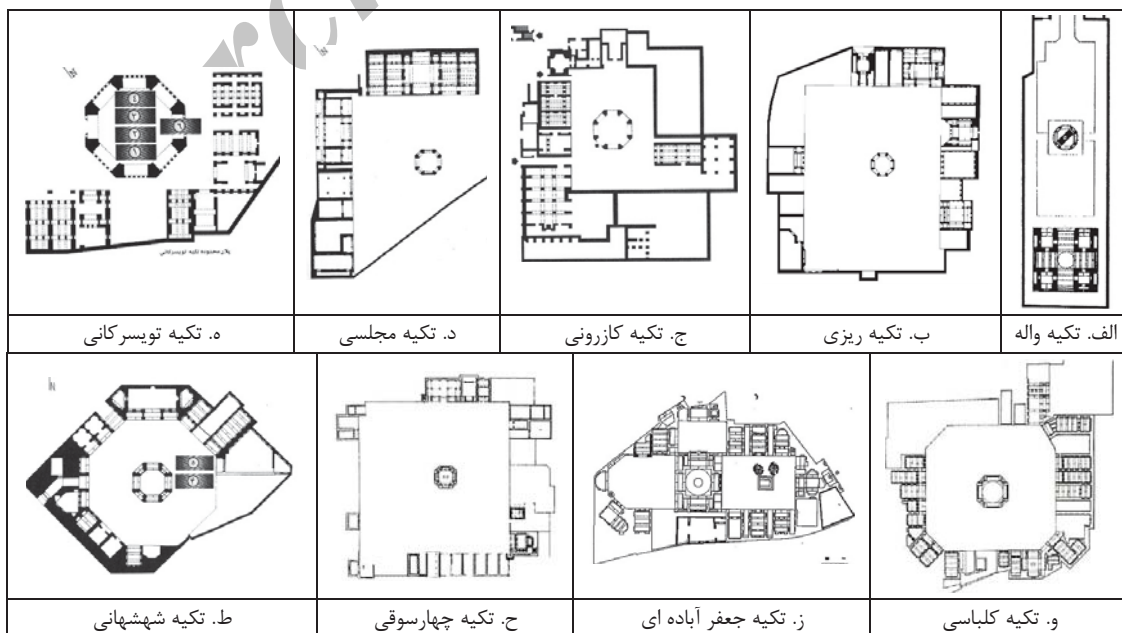 الف. تکیه واله
ب. تکیه ریزی
ج. تکیه کازرونی
د. تکیه مجلسی
ه. تکیه تویسرکانی
و. تکیه کلباسی
ز. تکیه جعفر آباده ای
ح. تکیه چهارسوقی
ط. تکیه شهشهانی